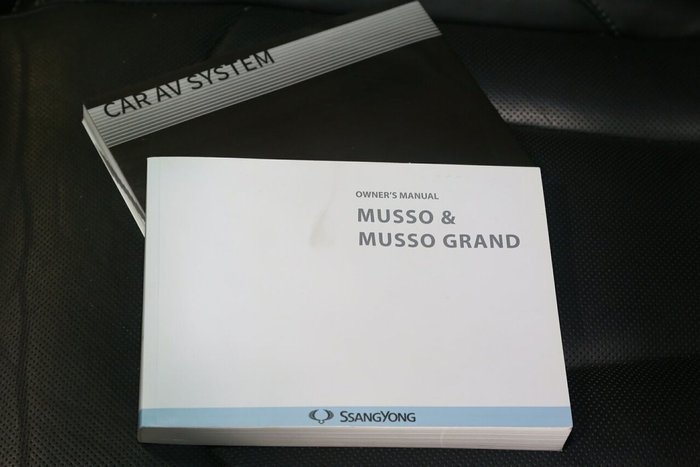 CAR AV SYSTEM
OWNER'S MANUAL
MUSSO &
MUSSO GRAND
SSANGYONG